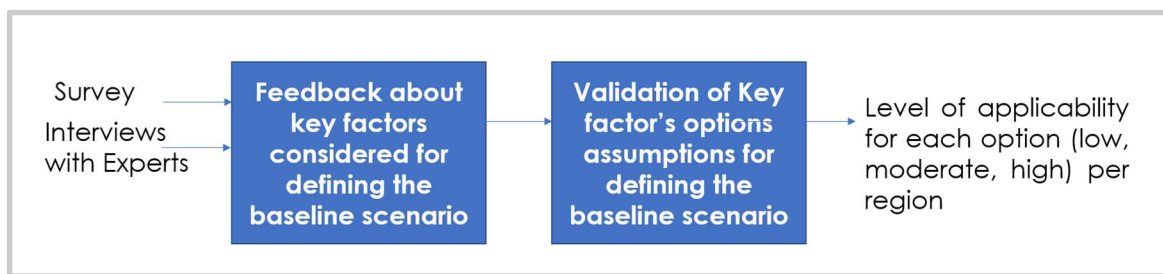 Survey
Interviews
with Experts
Feedback about
key factors
considered for
defining the
baseline scenario
Validation of Key
factor’s options
assumptions for
defining the
baseline scenario
Level of applicability
for each option (low,
moderate, high) per
region